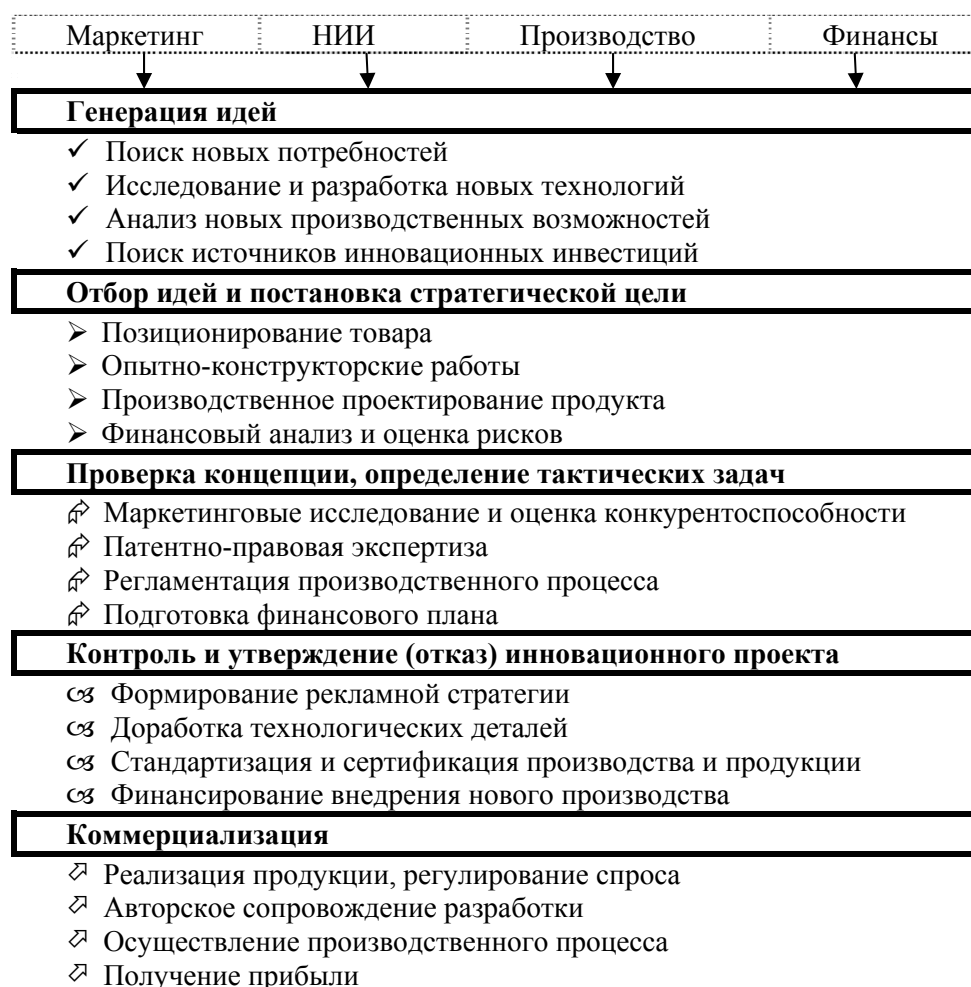 Маркетинг НИИ Производство Финансы
Генерация идей
✓ Поиск новых потребностей
✓ Исследование и разработка новых технологий
✓ Анализ новых производственных возможностей
✓ Поиск источников инновационных инвестиций
Отбор идей и постановка стратегической цели
➢ Позиционирование товара
➢ Опытно-конструкторские работы
➢ Производственное проектирование продукта
➢ Финансовый анализ и оценка рисков
Проверка концепции, определение тактических задач
Маркетинговые исследование и оценка конкурентоспособности
Патентно-правовая экспертиза
Регламентация производственного процесса
Подготовка финансового плана
Контроль и утверждение (отказ) инновационного проекта
Формирование рекламной стратегии
Доработка технологических деталей
Стандартизация и сертификация производства и продукции
Финансирование внедрения нового производства
Коммерциализация
Реализация продукции, регулирование спроса
Авторское сопровождение разработки
Осуществление производственного процесса
Получение прибыли